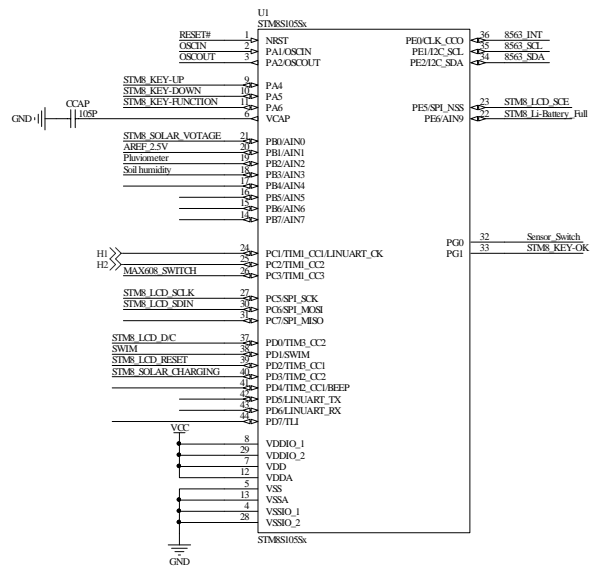 U1
STM8S105Sx
RESET# 1 NRST PE0/CLK_CCO 36 8563_INT
OSCIN 2 PA1/OSCIN PE1/I2C_SCL 35 8563_SCL
OSCOUT 3 PA2/OSCOUT PE2/I2C_SDA 34 8563_SDA
STM8_KEY-UP 9 PA4
STM8_KEY-DOWN 10 PA5
STM8_KEY-FUNCTION 11 PA6 PE5/SPI_NSS 23 STM8_LCD_SCE
CCAP
GND 105P 6 VCAP PE6/AIN9 22 STM8_Li-Battery_Full
STM8_SOLAR_VOTAGE 21 PB0/AIN0
AREF_2.5V 20 PB1/AIN1
Pluviometer 19 PB2/AIN2
Soil humidity 18 PB3/AIN3
17 PB4/AIN4
16 PB5/AIN5
15 PB6/AIN6
14 PB7/AIN7
PG0 32 Sensor_Switch
H1 24 PC1/TIM1_CC1/LINUART_CK PG1 33 STM8_KEY-OK
H2 25 PC2/TIM1_CC2
MAX608_SWITCH 26 PC3/TIM1_CC3
STM8_LCD_SCLK 27 PC5/SPI_SCK
STM8_LCD_SDIN 30 PC6/SPI_MOSI
31 PC7/SPI_MISO
STM8_LCD_D/C 37 PD0/TIM3_CC2
SWIM 38 PD1/SWIM
STM8_LCD_RESET 39 PD2/TIM3_CC1
STM8_SOLAR_CHARGING 40 PD3/TIM2_CC2
41 PD4/TIM2_CC1/BEEP
42 PD5/LINUART_TX
43 PD6/LINUART_RX
44 PD7/TLI
VCC
8 VDDIO_1
29 VDDIO_2
7 VDD
12 VDDA
5 VSS
13 VSSA
4 VSSIO_1
28 VSSIO_2
STM8S105Sx
GND